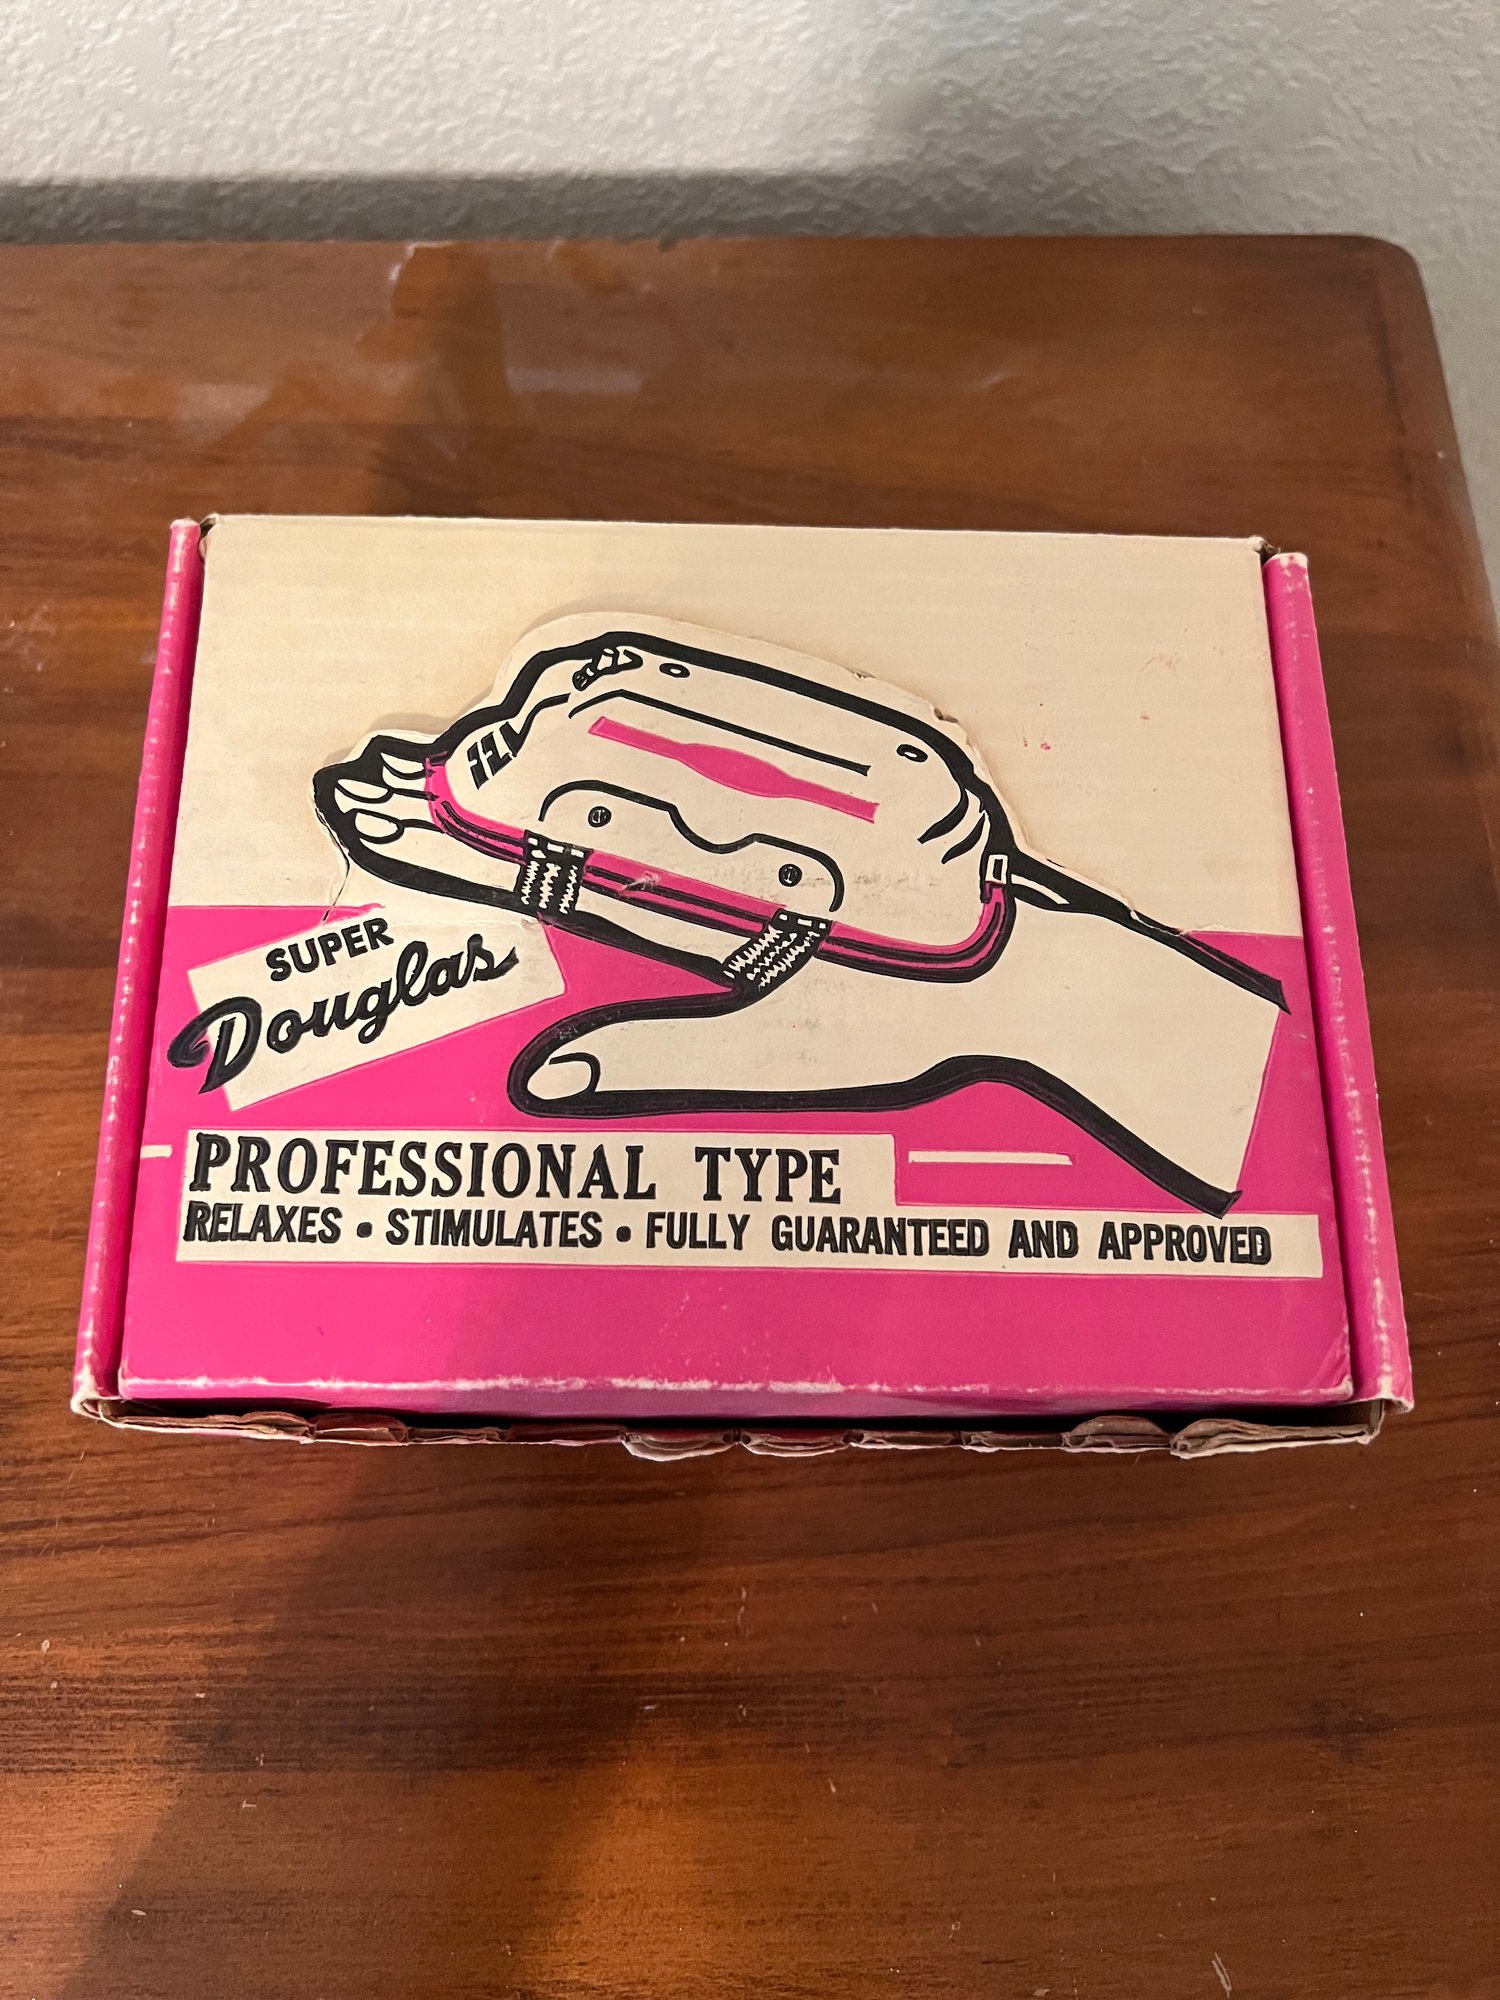 SUPER
Douglas
PROFESSIONAL TYPE
RELAXES • STIMULATES • FULLY GUARANTEED AND APPROVED